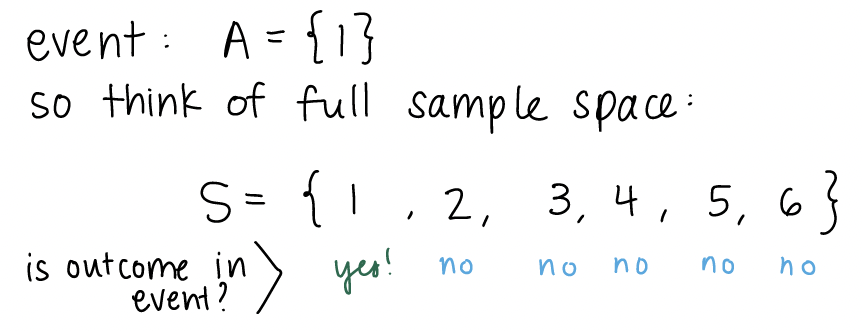 event: A = {1}
so think of full sample space:
S = { 1 , 2, 3, 4, 5, 6 }
is outcome in event? > yes! no no no no no